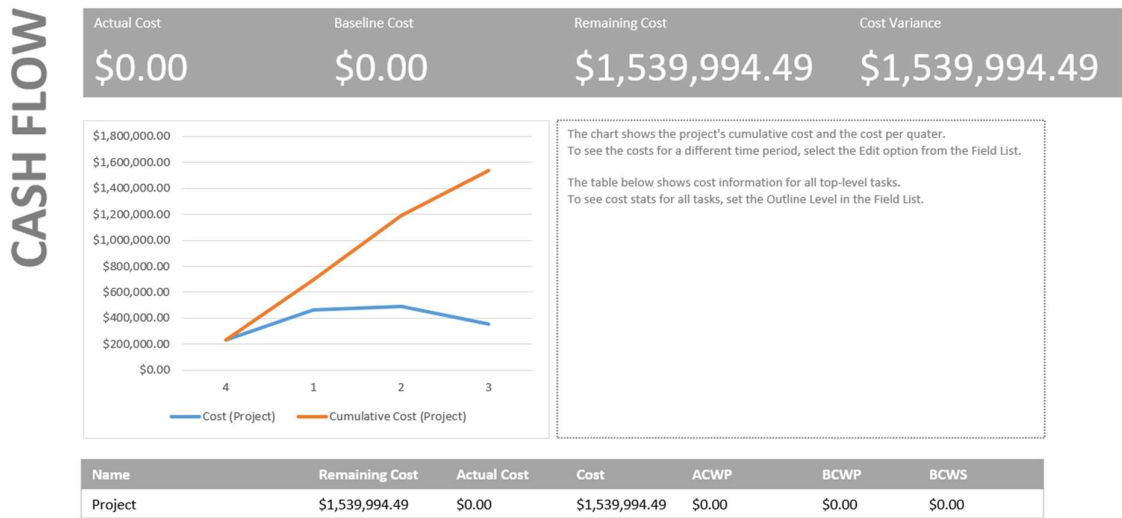 CASH FLOW
Actual Cost Baseline Cost Remaining Cost Cost Variance
$0.00 $0.00 $1,539,994.49 $1,539,994.49
$1,800,000.00
$1,600,000.00
$1,400,000.00
$1,200,000.00
$1,000,000.00
$800,000.00
$600,000.00
$400,000.00
$200,000.00
$0.00
4 1 2 3
Cost (Project) Cumulative Cost (Project)
The chart shows the project's cumulative cost and the cost per quater.
To see the costs for a different time period, select the Edit option from the Field List.
The table below shows cost information for all top-level tasks.
To see cost stats for all tasks, set the Outline Level in the Field List.
Name Remaining Cost Actual Cost Cost ACWP BCWP BCWS
Project $1,539,994.49 $0.00 $1,539,994.49 $0.00 $0.00 $0.00